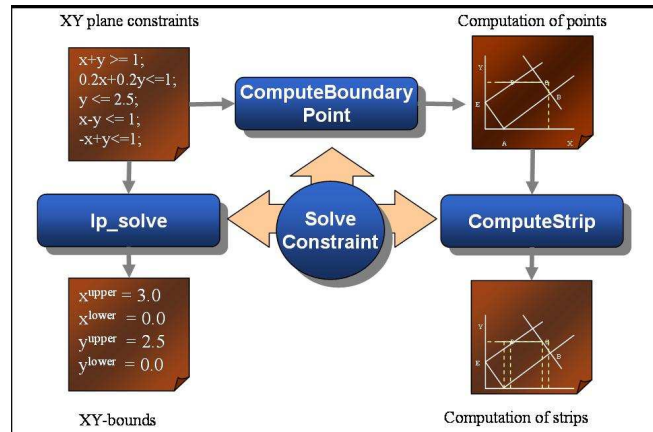 XY plane constraints
Computation of points
x+y >= 1;
0.2x+0.2y<=1;
y <= 2.5;
x-y <= 1;
-x+y<=1;
ComputeBoundary
Point
Y
E
B
A
X
lp_solve
Solve
Constraint
ComputeStrip
x^upper = 3.0
x^lower = 0.0
y^upper = 2.5
y^lower = 0.0
Y
E
B
XY-bounds
Computation of strips